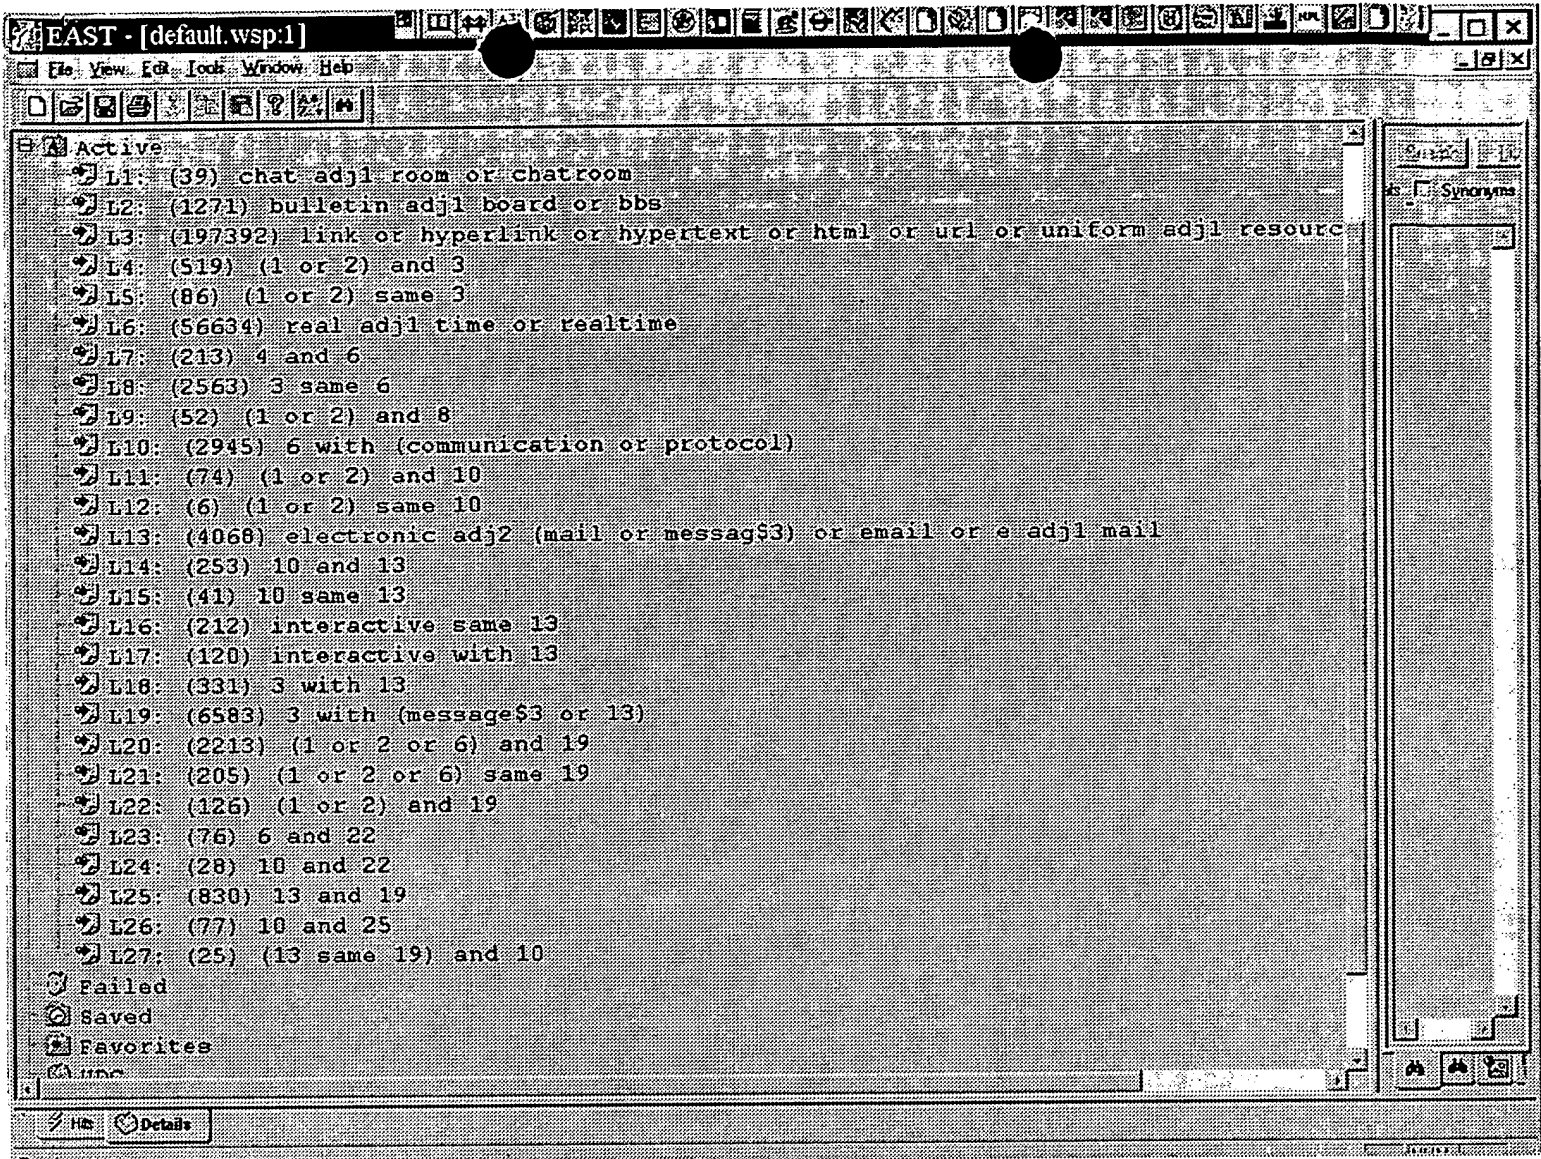 EAST - [default.wsp:1]
File View Edit Tools Window Help
Active
L1: (39) chat adj1 room or chatroom
L2: (1271) bulletin adj1 board or bbs
L3: (197392) link or hyperlink or hypertext or html or url or uniform adj1 resourc
L4: (519) (1 or 2) and 3
L5: (86) (1 or 2) same 3
L6: (56634) real adj1 time or realtime
L7: (213) 4 and 6
L8: (2563) 3 same 6
L9: (52) (1 or 2) and 8
L10: (2945) 6 with (communication or protocol)
L11: (74) (1 or 2) and 10
L12: (6) (1 or 2) same 10
L13: (4068) electronic adj2 (mail or messag$3) or email or e adj1 mail
L14: (253) 10 and 13
L15: (41) 10 same 13
L16: (212) interactive same 13
L17: (120) interactive with 13
L18: (331) 3 with 13
L19: (6583) 3 with (message$3 or 13)
L20: (2213) (1 or 2 or 6) and 19
L21: (205) (1 or 2 or 6) same 19
L22: (126) (1 or 2) and 19
L23: (76) 6 and 22
L24: (28) 10 and 22
L25: (830) 13 and 19
L26: (77) 10 and 25
L27: (25) (13 same 19) and 10
Failed
Saved
Favorites
Synonyms
Hits Details